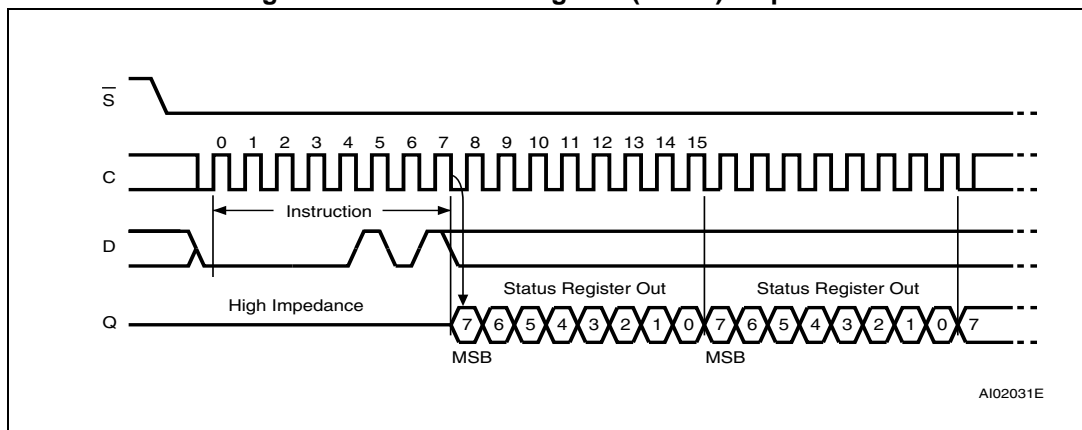 S̅
0 1 2 3 4 5 6 7 8 9 10 11 12 13 14 15
C
Instruction
D
High Impedance
Status Register Out
Status Register Out
Q
7 6 5 4 3 2 1 0 7 6 5 4 3 2 1 0 7
MSB
MSB
AI02031E